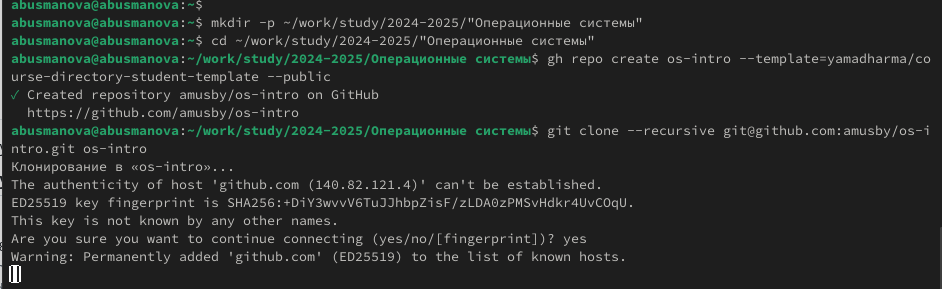 abusmanova@abusmanova:~$
abusmanova@abusmanova:~$ mkdir -p ~/work/study/2024-2025/"Операционные системы"
abusmanova@abusmanova:~$ cd ~/work/study/2024-2025/"Операционные системы"
abusmanova@abusmanova:~/work/study/2024-2025/Операционные системы$ gh repo create os-intro --template=yamadharma/co
urse-directory-student-template --public
✓ Created repository amusby/os-intro on GitHub
  https://github.com/amusby/os-intro
abusmanova@abusmanova:~/work/study/2024-2025/Операционные системы$ git clone --recursive git@github.com:amusby/os-i
ntro.git os-intro
Клонирование в «os-intro»...
The authenticity of host 'github.com (140.82.121.4)' can't be established.
ED25519 key fingerprint is SHA256:+DiY3wvvV6TuJJhbpZisF/zLDA0zPMSvHdkr4UvCOqU.
This key is not known by any other names.
Are you sure you want to continue connecting (yes/no/[fingerprint])? yes
Warning: Permanently added 'github.com' (ED25519) to the list of known hosts.